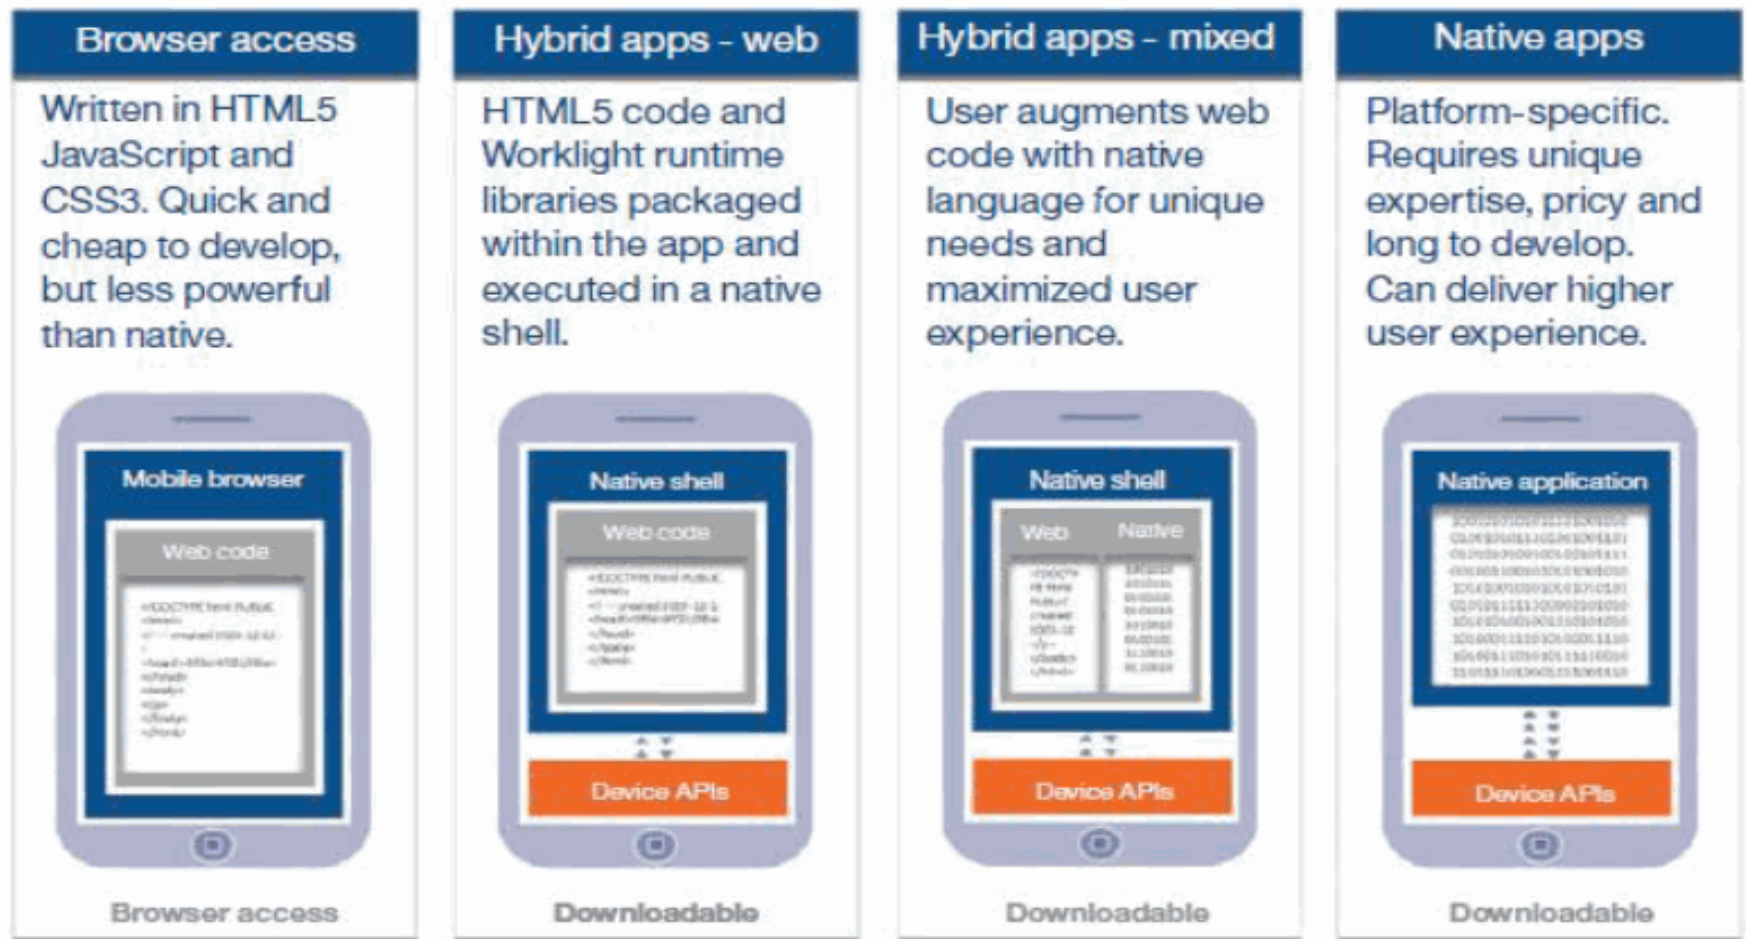 Browser access
Written in HTML5
JavaScript and
CSS3. Quick and
cheap to develop,
but less powerful
than native.
Mobile browser
Web code
Browser access
Hybrid apps - web
HTML5 code and
Worklight runtime
libraries packaged
within the app and
executed in a native
shell.
Native shell
Web code
Device APIs
Downloadable
Hybrid apps - mixed
User augments web
code with native
language for unique
needs and
maximized user
experience.
Native shell
Web Native
Device APIs
Downloadable
Native apps
Platform-specific.
Requires unique
expertise, pricy and
long to develop.
Can deliver higher
user experience.
Native application
Device APIs
Downloadable